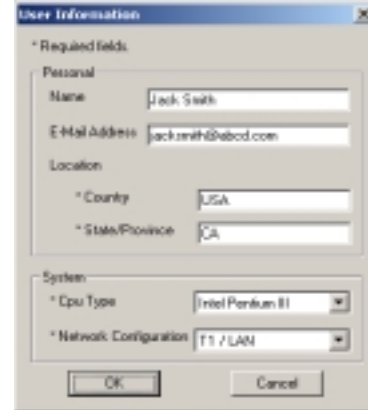 User Information
* Required fields.
Personal
Name Jack Smith
E-Mail Address jacksmith@abcd.com
Location
* Country USA
* State/Province CA
System
* Cpu Type Intel Pentium III
* Network Configuration T1 / LAN
OK Cancel